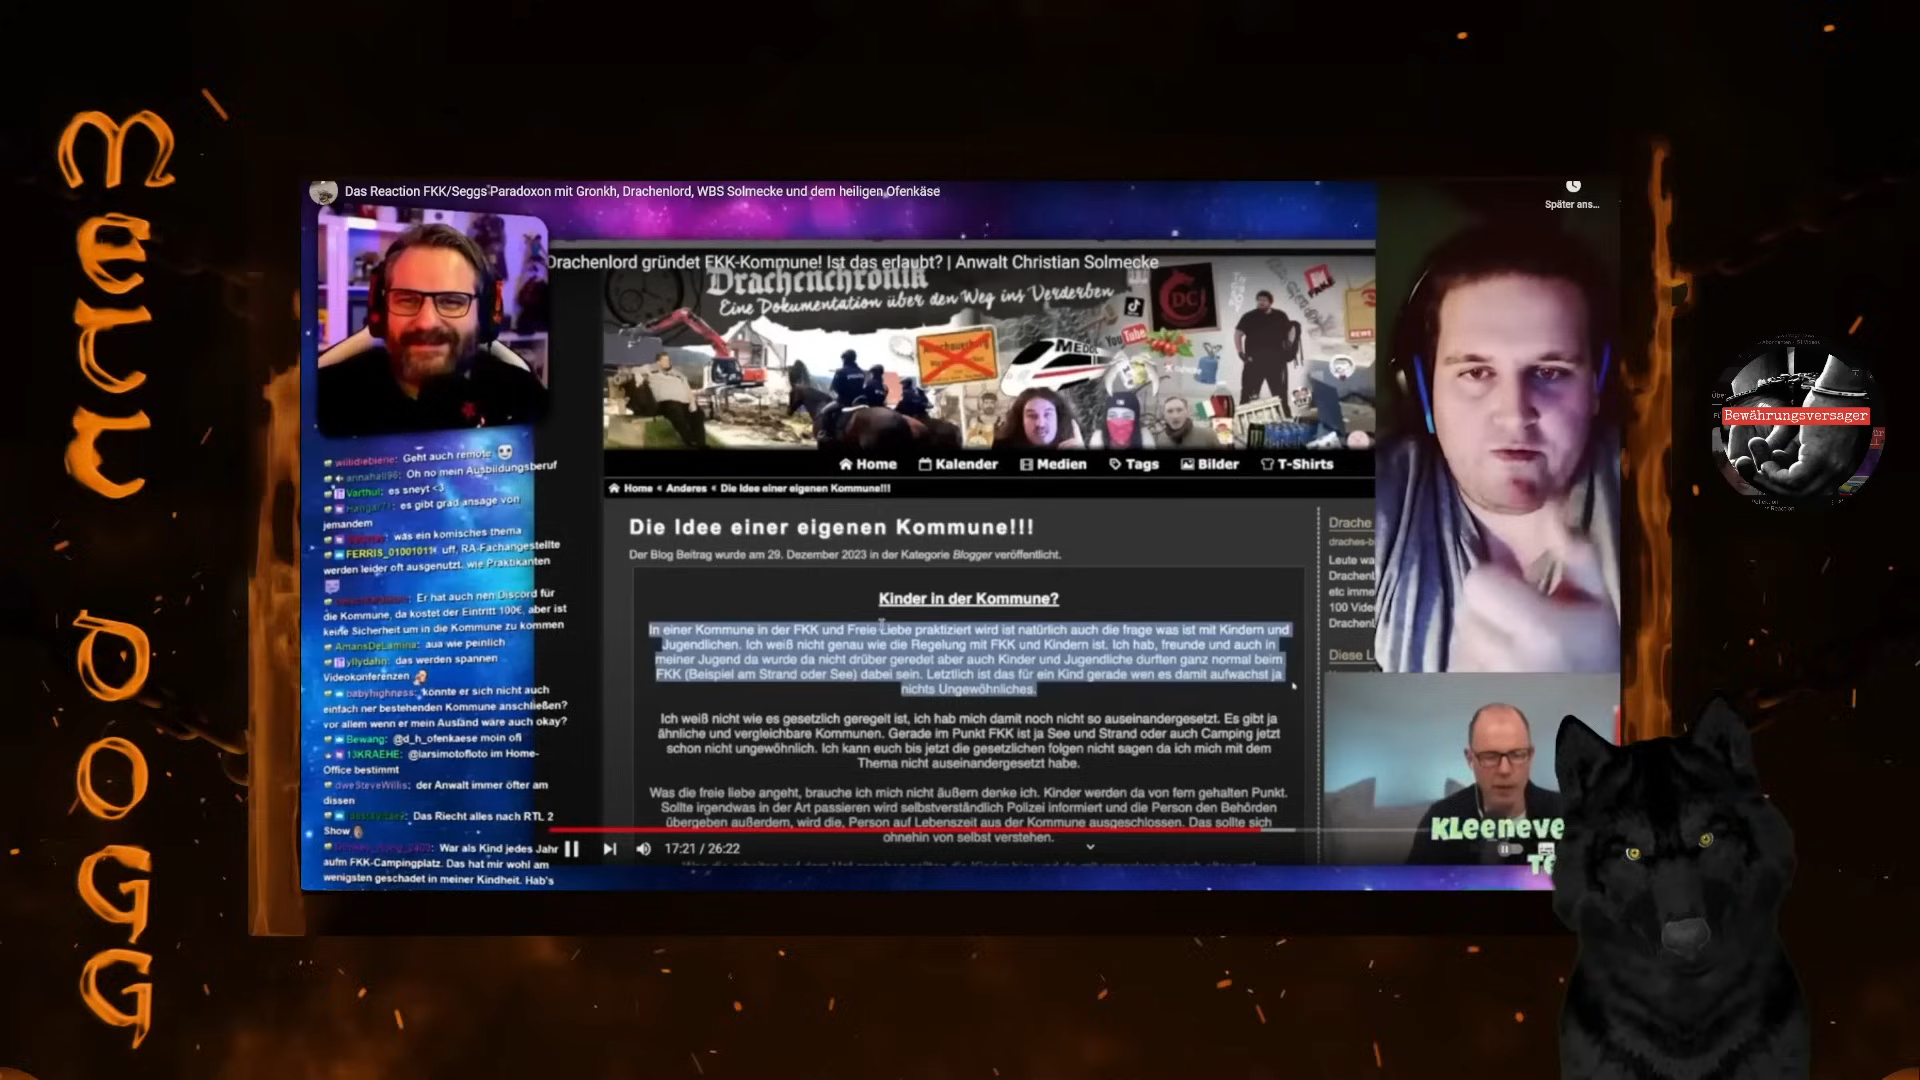 Melc Dogg
Das Reaction FKK/Seggs Paradoxon mit Gronkh, Drachenlord, WBS Solmecke und dem heiligen Ofenkäse
Später ans...
Drachenlord gründet FKK-Kommune! Ist das erlaubt? | Anwalt Christian Solmecke
Drachenchronik
Eine Dokumentation über den Weg ins Verderben
DC
YouTube
FAKE
REWE
Home
Kalender
Medien
Tags
Bilder
T-Shirts
Home « Anderes « Die Idee einer eigenen Kommune!!!
Die Idee einer eigenen Kommune!!!
Der Blog Beitrag wurde am 29. Dezember 2023 in der Kategorie Blogger veröffentlicht.
Kinder in der Kommune?
In einer Kommune in der FKK und Freie Liebe praktiziert wird ist natürlich auch die frage was ist mit Kindern und
Jugendlichen. Ich weiß nicht genau wie die Regelung mit FKK und Kindern ist. Ich hab, freunde und auch in
meiner Jugend da wurde da nicht drüber geredet aber auch Kinder und Jugendliche durften ganz normal beim
FKK (Beispiel am Strand oder See) dabei sein. Letztlich ist das für ein Kind gerade wen es damit aufwachst ja
nichts Ungewöhnliches.
Ich weiß nicht wie es gesetzlich geregelt ist, ich hab mich damit noch nicht so auseinandergesetzt. Es gibt ja
ähnliche und vergleichbare Kommunen. Gerade im Punkt FKK ist ja See und Strand oder auch Camping jetzt
schon nicht ungewöhnlich. Ich kann euch bis jetzt die gesetzlichen folgen nicht sagen da ich mich mit dem
Thema nicht auseinandergesetzt habe.
Was die freie liebe angeht, brauche ich mich nicht äußern denke ich. Kinder werden da von fern gehalten Punkt.
Sollte irgendwas in der Art passieren wird selbstverständlich Polizei informiert und die Person den Behörden
übergeben außerdem, wird die, Person auf Lebenszeit aus der Kommune ausgeschlossen. Das sollte sich
ohnehin von selbst verstehen.
Drache
draches-b
Leute wa
Drachenl
etc imme
100 Vide
Drachenl
Diese L
willidiebiene: Geht auch remote
annahall96: Oh no mein Ausbildungsberuf
Varthul: es sneyt <3
es gibt grad ansage von
jemandem
was ein komisches thema
FERRIS_01001011: uff, RA-Fachangestellte
werden leider oft ausgenutzt. wie Praktikanten
Er hat auch nen Discord für
die Kommune, da kostet der Eintritt 100€, aber ist
keine Sicherheit um in die Kommune zu kommen
AmansDeLamina: aua wie peinlich
yllydahn: das werden spannen
Videokonferenzen
babyhighness: könnte er sich nicht auch
einfach ner bestehenden Kommune anschließen?
vor allem wenn er mein Ausland wäre auch okay?
Bewang: @d_h_ofenkaese moin ofi
13KRAEHE: @larsimotofloto im Home-
Office bestimmt
dweSteveWillis: der Anwalt immer öfter am
dissen
Das Riecht alles nach RTL 2
Show
War als Kind jedes Jahr
aufm FKK-Campingplatz. Das hat mir wohl am
wenigsten geschadet in meiner Kindheit. Hab's
17:21 / 26:22
KLeeneve
Te
Bewährungsversager